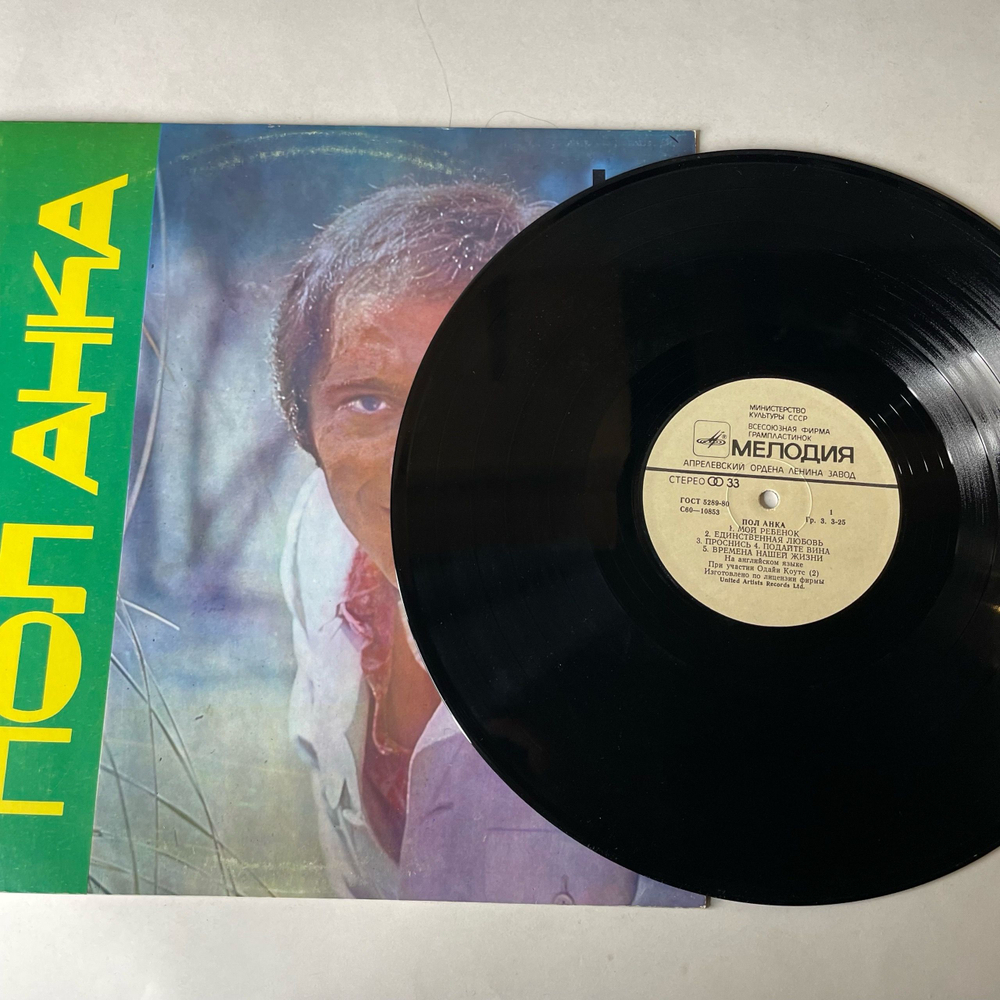 ПОЛ АНКА
МИНИСТЕРСТВО
КУЛЬТУРЫ СССР
ВСЕСОЮЗНАЯ ФИРМА
ГРАМПЛАСТИНОК
МЕЛОДИЯ
АПРЕЛЕВСКИЙ ОРДЕНА ЛЕНИНА ЗАВОД
СТЕРЕО 33
ГОСТ 5289-80 1
С60—10853 Гр. 3. 3-25
ПОЛ АНКА
1. МОЙ РЕБЕНОК
2. ЕДИНСТВЕННАЯ ЛЮБОВЬ
3. ПРОСНИСЬ 4. ПОДАЙТЕ ВИНА
5. ВРЕМЕНА НАШЕЙ ЖИЗНИ
На английском языке
При участии Одайи Коутс (2)
Изготовлено по лицензии фирмы
United Artists Records Ltd.